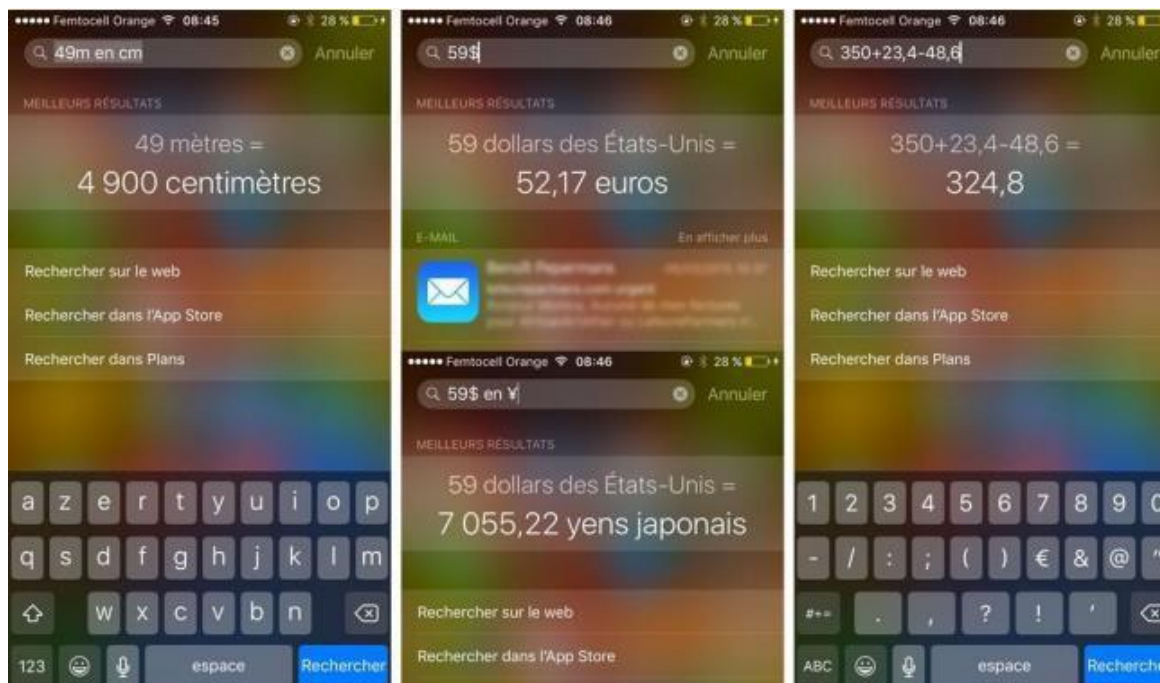 Femtocell Orange 08:45 28 %
49m en cm
Annuler
MEILLEURS RÉSULTATS
49 mètres =
4 900 centimètres
Rechercher sur le web
Rechercher dans l'App Store
Rechercher dans Plans
a z e r t y u i o p
q s d f g h j k l m
w x c v b n
123 espace Rechercher
Femtocell Orange 08:46 28 %
59$
Annuler
MEILLEURS RÉSULTATS
59 dollars des États-Unis =
52,17 euros
E-MAIL En afficher plus
Femtocell Orange 08:46 28 %
59$ en ¥
Annuler
MEILLEURS RÉSULTATS
59 dollars des États-Unis =
7 055,22 yens japonais
Rechercher sur le web
Rechercher dans l'App Store
Femtocell Orange 08:46 28 %
350+23,4-48,6
Annuler
MEILLEURS RÉSULTATS
350+23,4-48,6 =
324,8
Rechercher sur le web
Rechercher dans l'App Store
Rechercher dans Plans
1 2 3 4 5 6 7 8 9 0
- / : ; ( ) € & @ "
#+= . , ? ! '
ABC espace Recherche